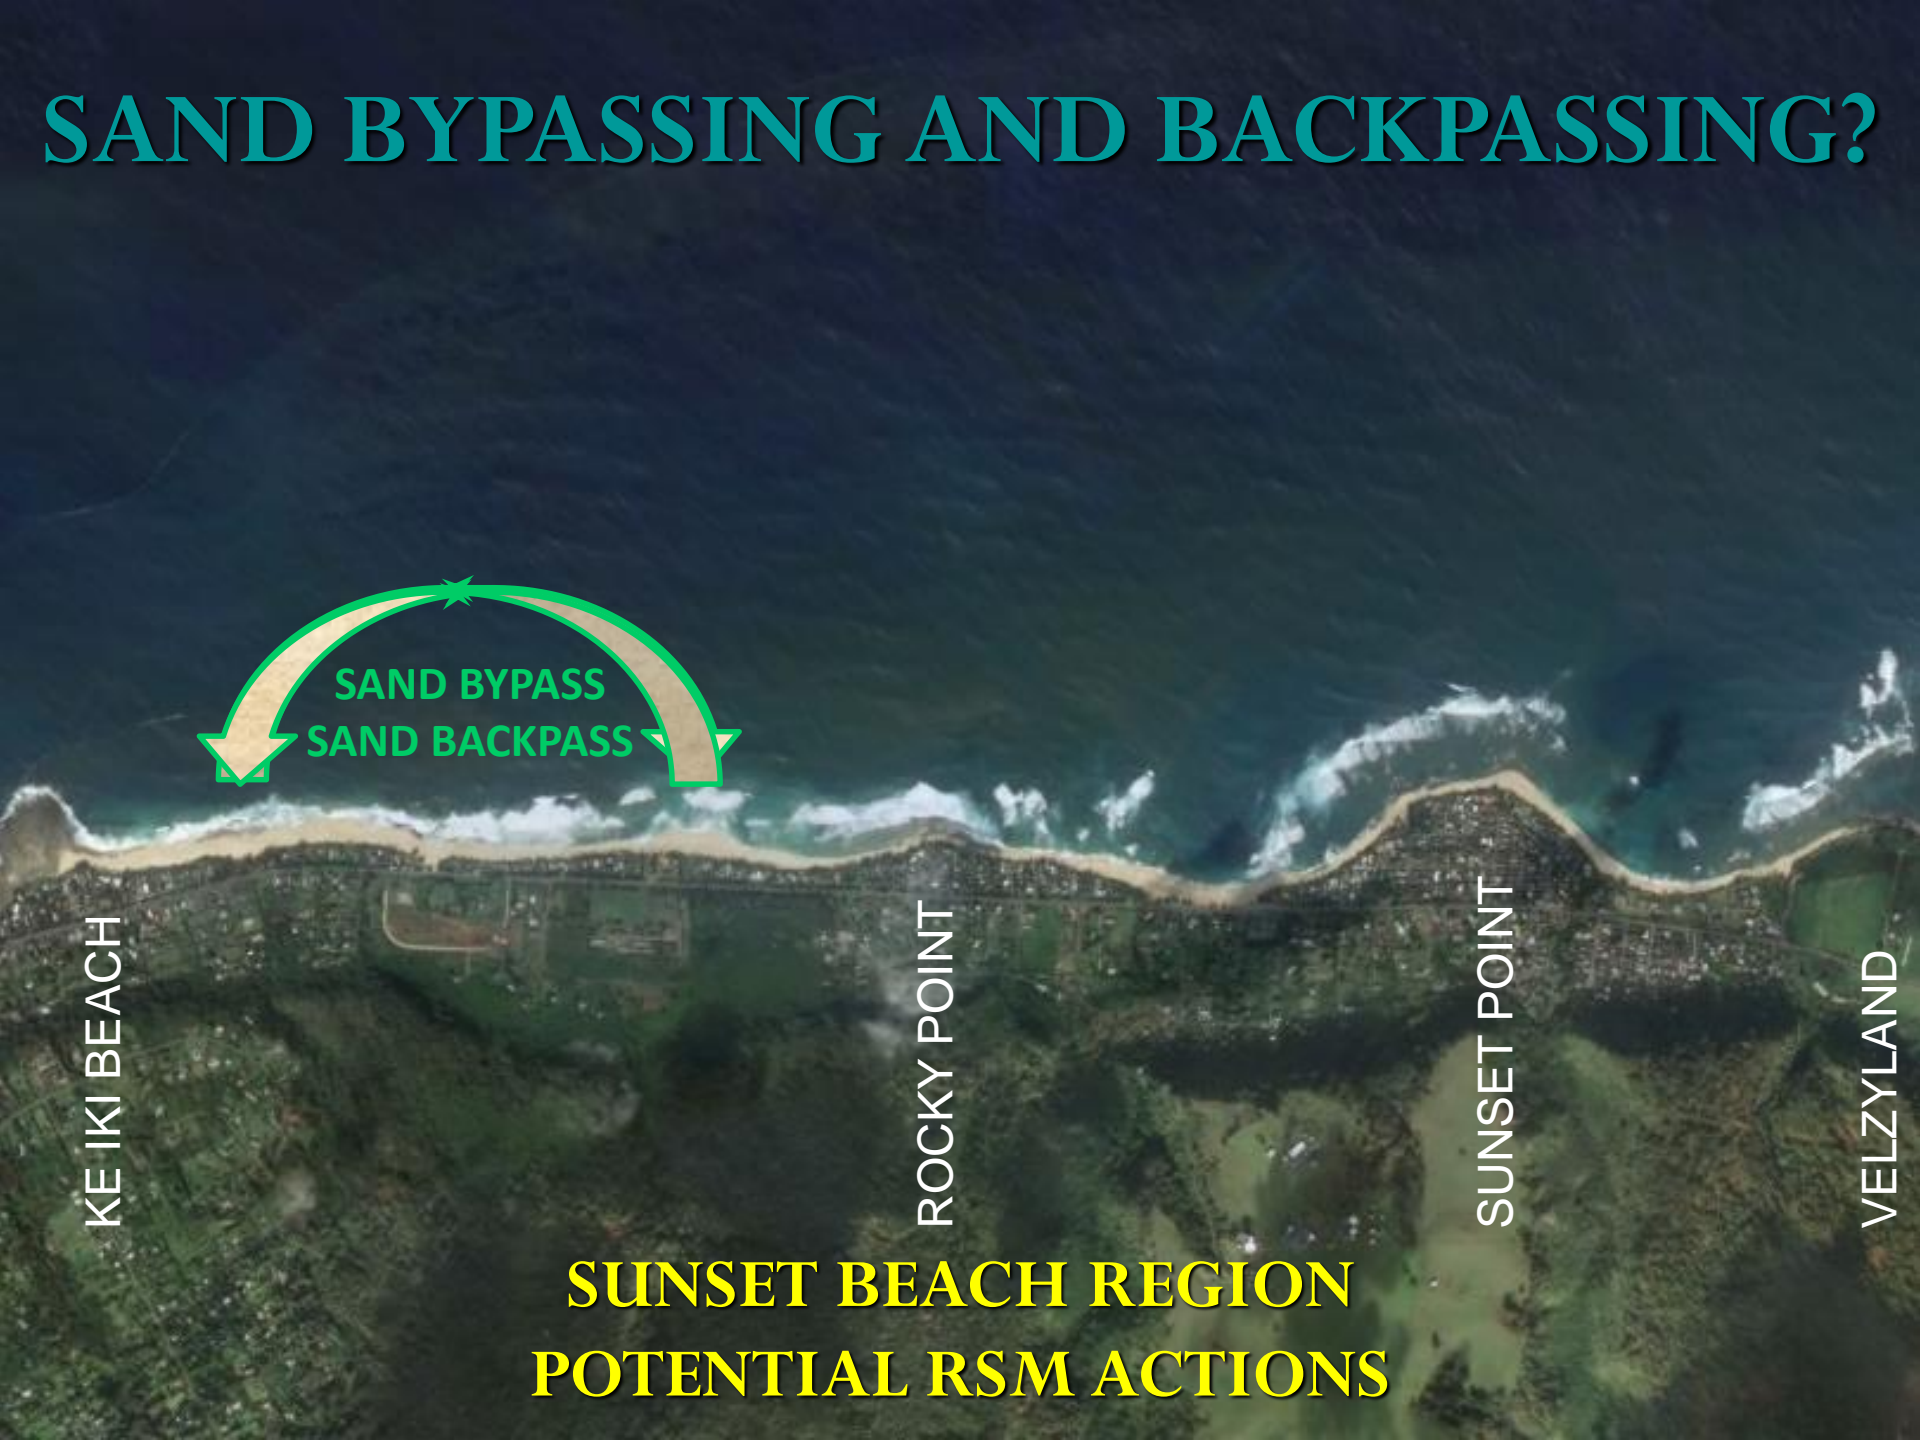 SAND BYPASSING AND BACKPASSING?
SAND BYPASS
SAND BACKPASS
KE IKI BEACH
ROCKY POINT
SUNSET POINT
VELZYLAND
SUNSET BEACH REGION
POTENTIAL RSM ACTIONS